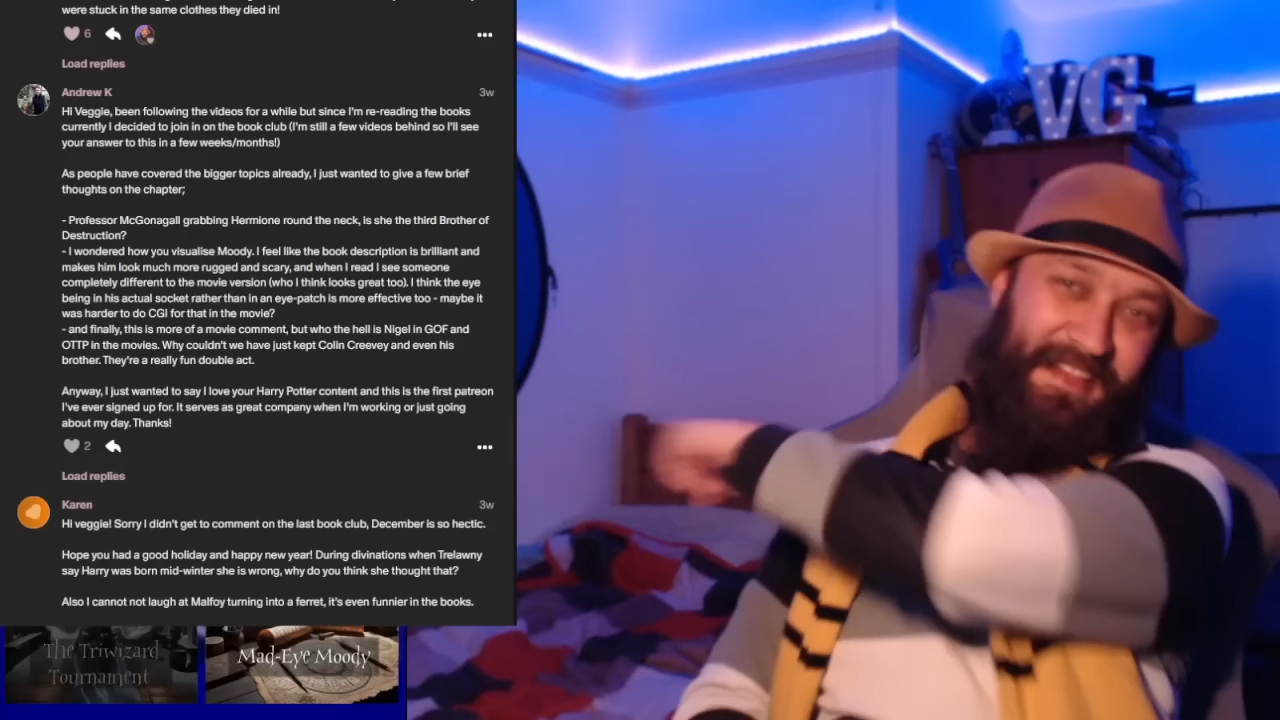 were stuck in the same clothes they died in!
6
Load replies
Andrew K 3w
Hi Veggie, been following the videos for a while but since I'm re-reading the books
currently I decided to join in on the book club (I'm still a few videos behind so I'll see
your answer to this in a few weeks/months!)
As people have covered the bigger topics already, I just wanted to give a few brief
thoughts on the chapter;
- Professor McGonagall grabbing Hermione round the neck, is she the third Brother of
Destruction?
- I wondered how you visualise Moody. I feel like the book description is brilliant and
makes him look much more rugged and scary, and when I read I see someone
completely different to the movie version (who I think looks great too). I think the eye
being in his actual socket rather than in an eye-patch is more effective too - maybe it
was harder to do CGI for that in the movie?
- and finally, this is more of a movie comment, but who the hell is Nigel in GOF and
OTTP in the movies. Why couldn't we have just kept Colin Creevey and even his
brother. They're a really fun double act.
Anyway, I just wanted to say I love your Harry Potter content and this is the first patreon
I've ever signed up for. It serves as great company when I'm working or just going
about my day. Thanks!
2
Load replies
Karen 3w
Hi veggie! Sorry I didn't get to comment on the last book club, December is so hectic.
Hope you had a good holiday and happy new year! During divinations when Trelawny
say Harry was born mid-winter she is wrong, why do you think she thought that?
Also I cannot not laugh at Malfoy turning into a ferret, it's even funnier in the books.
The Triwizard
Tournament
Mad-Eye Moody
VG